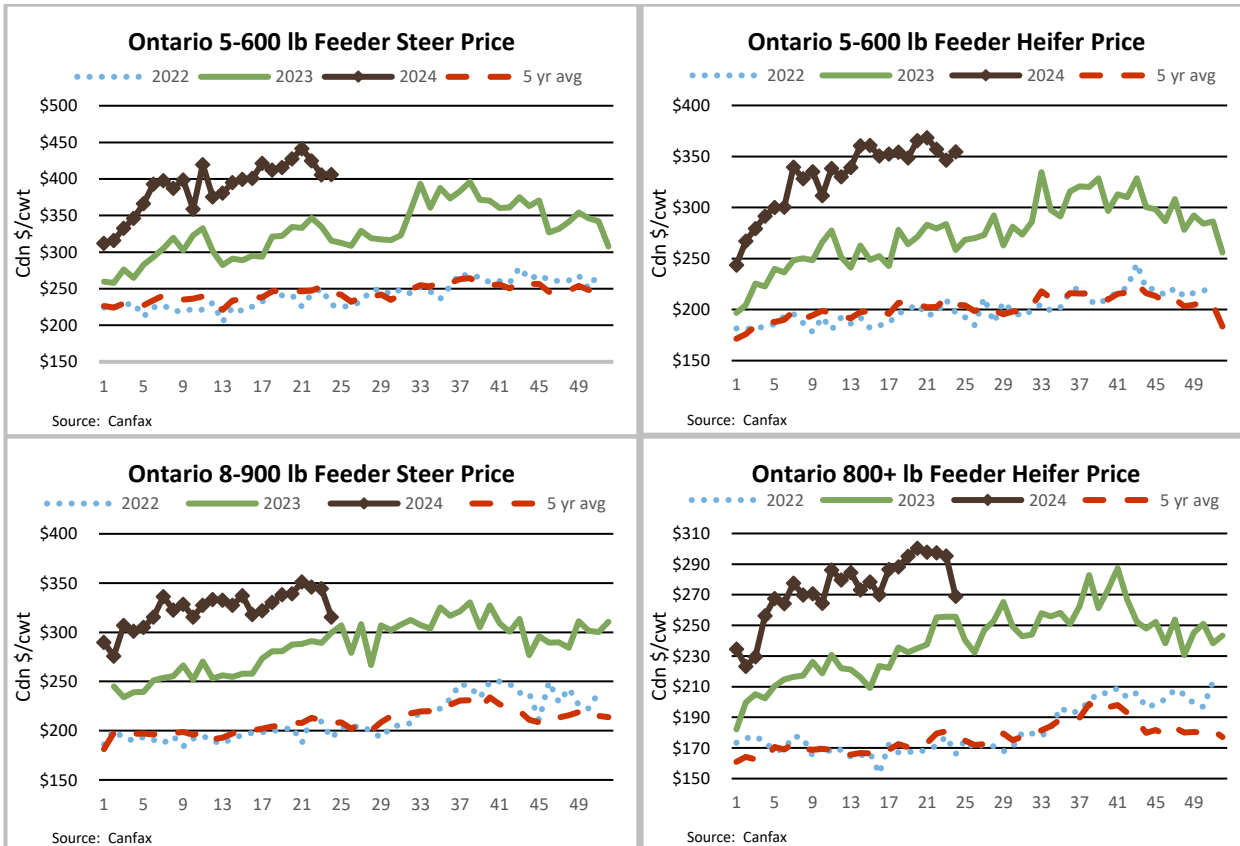 Ontario 5-600 lb Feeder Steer Price
2022 2023 2024 5 yr avg
Cdn $/cwt
$500
$450
$400
$350
$300
$250
$200
$150
1 5 9 13 17 21 25 29 33 37 41 45 49
Source: Canfax
Ontario 5-600 lb Feeder Heifer Price
2022 2023 2024 5 yr avg
$400
$350
$300
$250
$200
$150
1 5 9 13 17 21 25 29 33 37 41 45 49
Source: Canfax
Ontario 8-900 lb Feeder Steer Price
2022 2023 2024 5 yr avg
Cdn $/cwt
$400
$350
$300
$250
$200
$150
1 5 9 13 17 21 25 29 33 37 41 45 49
Source: Canfax
Ontario 800+ lb Feeder Heifer Price
2022 2023 2024 5 yr avg
$310
$290
$270
$250
$230
$210
$190
$170
$150
1 5 9 13 17 21 25 29 33 37 41 45 49
Source: Canfax